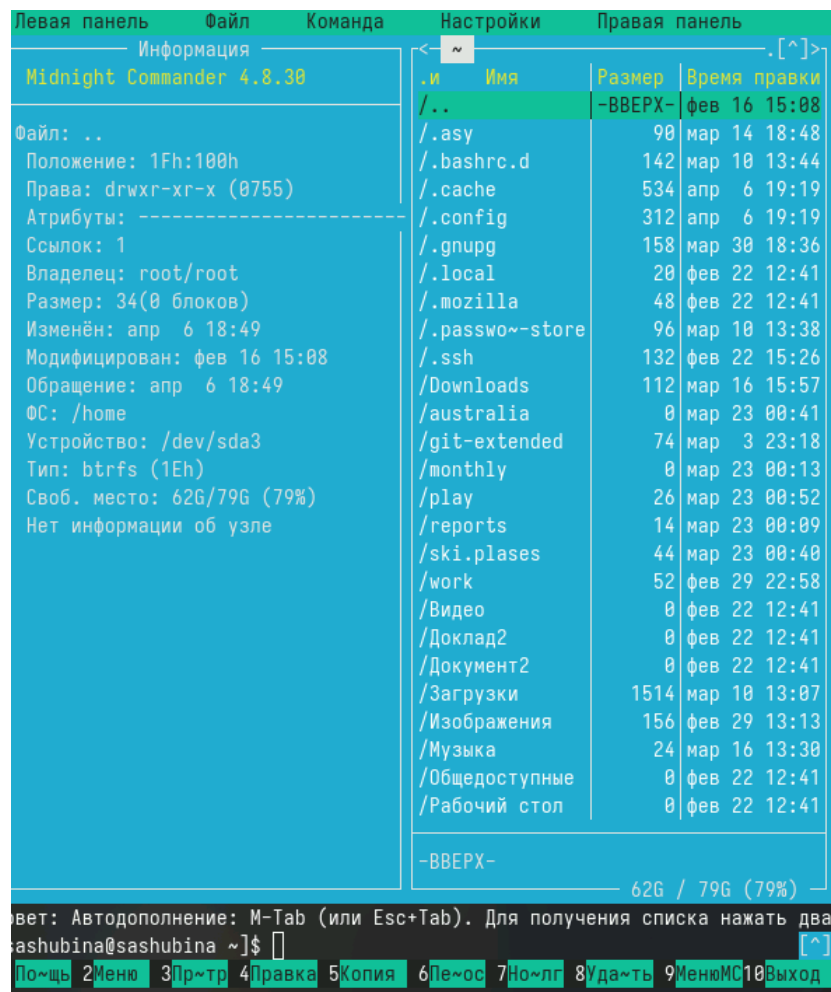 Левая панель Файл Команда Настройки Правая панель
Информация
Midnight Commander 4.8.30
Файл: ..
Положение: 1Fh:100h
Права: drwxr-xr-x (0755)
Атрибуты: ------------------------
Ссылок: 1
Владелец: root/root
Размер: 34(0 блоков)
Изменён: апр 6 18:49
Модифицирован: фев 16 15:08
Обращение: апр 6 18:49
ФС: /home
Устройство: /dev/sda3
Тип: btrfs (1Eh)
Своб. место: 62G/79G (79%)
Нет информации об узле
<- ~ .[^]>
.и Имя Размер Время правки
/.. -ВВЕРХ- фев 16 15:08
/.asy 90 мар 14 18:48
/.bashrc.d 142 мар 10 13:44
/.cache 534 апр 6 19:19
/.config 312 апр 6 19:19
/.gnupg 158 мар 30 18:36
/.local 20 фев 22 12:41
/.mozilla 48 фев 22 12:41
/.passwo~-store 96 мар 10 13:38
/.ssh 132 фев 22 15:26
/Downloads 112 мар 16 15:57
/australia 0 мар 23 00:41
/git-extended 74 мар 3 23:18
/monthly 0 мар 23 00:13
/play 26 мар 23 00:52
/reports 14 мар 23 00:09
/ski.plases 44 мар 23 00:40
/work 52 фев 29 22:58
/Видео 0 фев 22 12:41
/Доклад2 0 фев 22 12:41
/Документ2 0 фев 22 12:41
/Загрузки 1514 мар 10 13:07
/Изображения 156 фев 29 13:13
/Музыка 24 мар 16 13:30
/Общедоступные 0 фев 22 12:41
/Рабочий стол 0 фев 22 12:41
-ВВЕРХ-
62G / 79G (79%)
овет: Автодополнение: M-Tab (или Esc+Tab). Для получения списка нажать два
sashubina@sashubina ~]$ [^]
По~щь 2Меню 3Пр~тр 4Правка 5Копия 6Пе~ос 7Но~лг 8Уда~ть 9МенюMC 10Выход